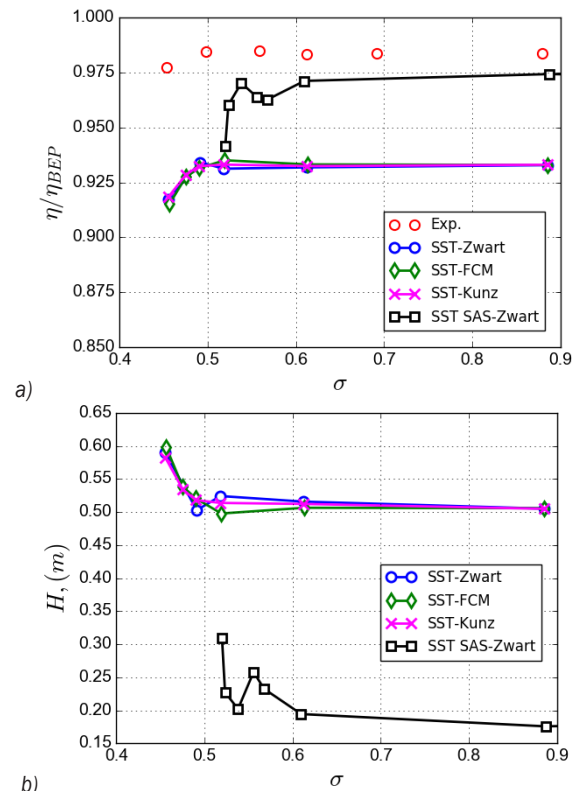 1.000
0.975
0.950
0.925
0.900
0.875
0.850
η/ηBEP
Exp.
SST-Zwart
SST-FCM
SST-Kunz
SST SAS-Zwart
0.4 0.5 0.6 0.7 0.8 0.9
σ
a)
0.65
0.60
0.55
0.50
0.45
0.40
0.35
0.30
0.25
0.20
0.15
H, (m)
SST-Zwart
SST-FCM
SST-Kunz
SST SAS-Zwart
0.4 0.5 0.6 0.7 0.8 0.9
σ
b)